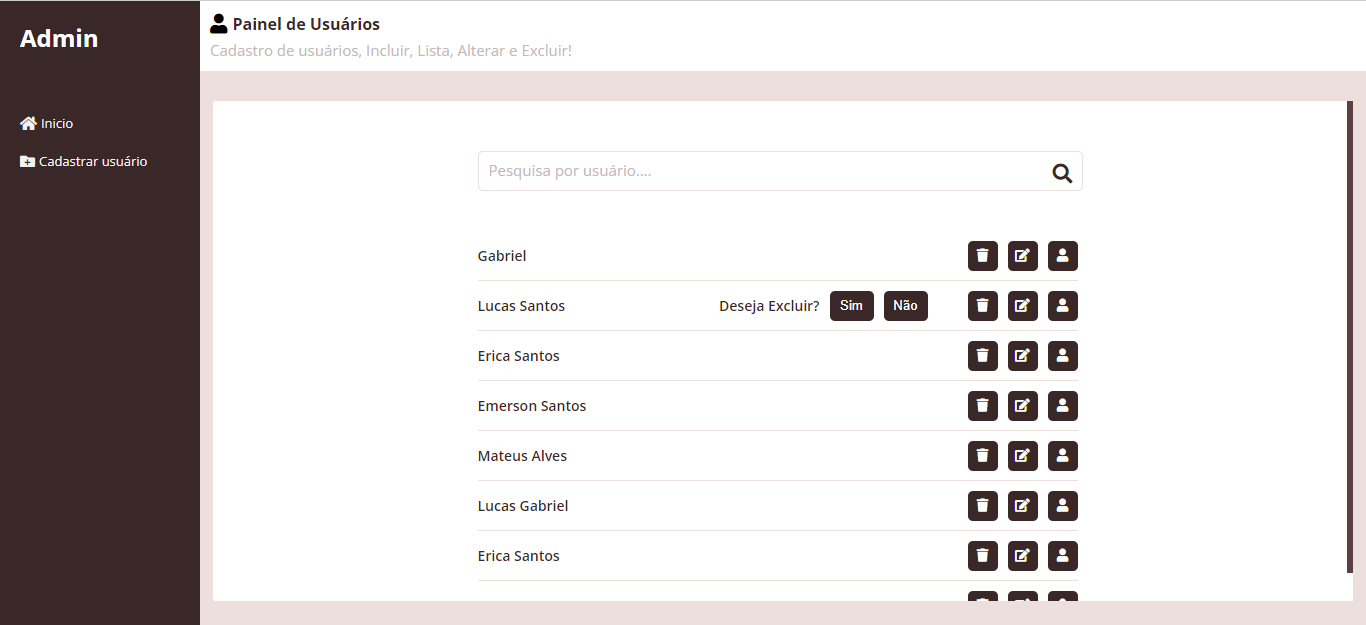 Admin
Inicio
Cadastrar usuário
Painel de Usuários
Cadastro de usuários, Incluir, Lista, Alterar e Excluir!
Pesquisa por usuário....
Gabriel
Lucas Santos Deseja Excluir? Sim Não
Erica Santos
Emerson Santos
Mateus Alves
Lucas Gabriel
Erica Santos